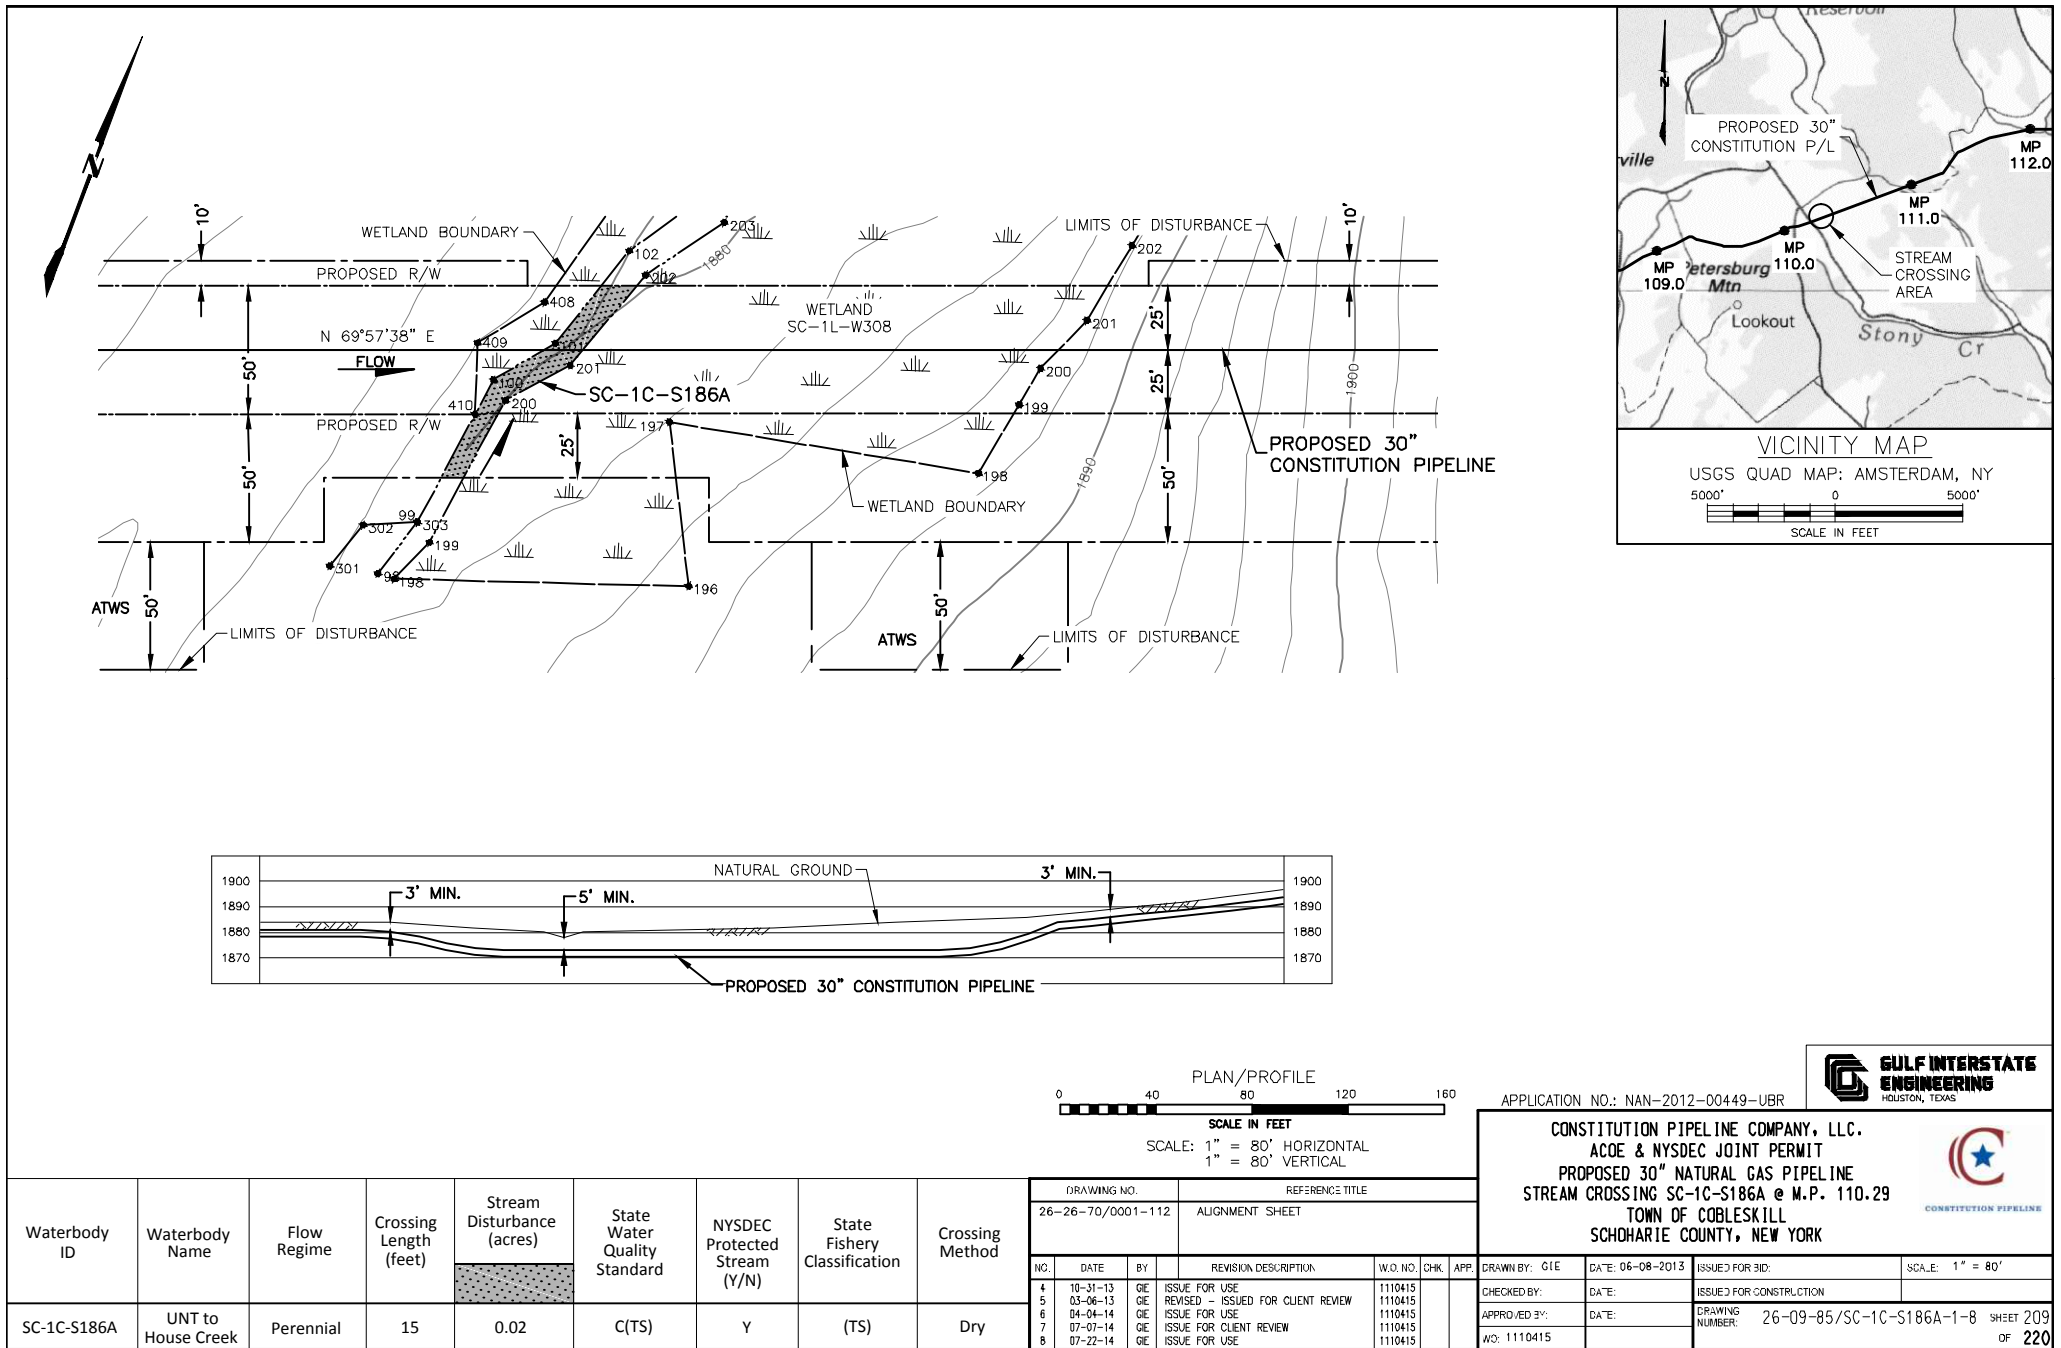 N
10'
WETLAND BOUNDARY
203
102
202
1880
LIMITS OF DISTURBANCE
202
10'
PROPOSED R/W
408
WETLAND
SC-1L-W308
201
25'
N 69°57'38" E
409
101
FLOW
201
200
25'
1900
50'
100
SC-1C-S186A
200
410
199
PROPOSED R/W
197
25'
PROPOSED 30"
CONSTITUTION PIPELINE
50'
198
1890
50'
WETLAND BOUNDARY
99
302
303
199
301
98
198
196
ATWS
50'
50'
LIMITS OF DISTURBANCE
ATWS
LIMITS OF DISTURBANCE
Reservoir
N
PROPOSED 30"
CONSTITUTION P/L
ville
MP
112.0
MP
111.0
MP
110.0
MP
109.0
Petersburg
Mtn
STREAM
CROSSING
AREA
Lookout
Stony Cr
VICINITY MAP
USGS QUAD MAP: AMSTERDAM, NY
5000' 0 5000'
SCALE IN FEET
1900
1890
1880
1870
3' MIN.
5' MIN.
NATURAL GROUND
3' MIN.
1900
1890
1880
1870
PROPOSED 30" CONSTITUTION PIPELINE
PLAN/PROFILE
0 40 80 120 160
SCALE IN FEET
SCALE: 1" = 80' HORIZONTAL
1" = 80' VERTICAL
APPLICATION NO.: NAN-2012-00449-UBR
GULF INTERSTATE
ENGINEERING
HOUSTON, TEXAS
CONSTITUTION PIPELINE COMPANY, LLC.
ACOE & NYSDEC JOINT PERMIT
PROPOSED 30" NATURAL GAS PIPELINE
STREAM CROSSING SC-1C-S186A @ M.P. 110.29
TOWN OF COBLESKILL
SCHOHARIE COUNTY, NEW YORK
CONSTITUTION PIPELINE
Waterbody ID
Waterbody Name
Flow Regime
Crossing Length (feet)
Stream Disturbance (acres)
State Water Quality Standard
NYSDEC Protected Stream (Y/N)
State Fishery Classification
Crossing Method
SC-1C-S186A
UNT to House Creek
Perennial
15
0.02
C(TS)
Y
(TS)
Dry
DRAWING NO. REFERENCE TITLE
26-26-70/0001-112 ALIGNMENT SHEET
NO. DATE BY REVISION DESCRIPTION W.O. NO. CHK. APP.
4 10-31-13 GIE ISSUE FOR USE 1110415
5 03-06-13 GIE REVISED - ISSUED FOR CLIENT REVIEW 1110415
6 04-04-14 GIE ISSUE FOR USE 1110415
7 07-07-14 GIE ISSUE FOR CLIENT REVIEW 1110415
8 07-22-14 GIE ISSUE FOR USE 1110415
DRAWN BY: GIE DATE: 06-08-2013 ISSUED FOR BID: SCALE: 1" = 80'
CHECKED BY: DATE: ISSUED FOR CONSTRUCTION
APPROVED BY: DATE: DRAWING NUMBER: 26-09-85/SC-1C-S186A-1-8 SHEET 209
WO: 1110415 OF 220